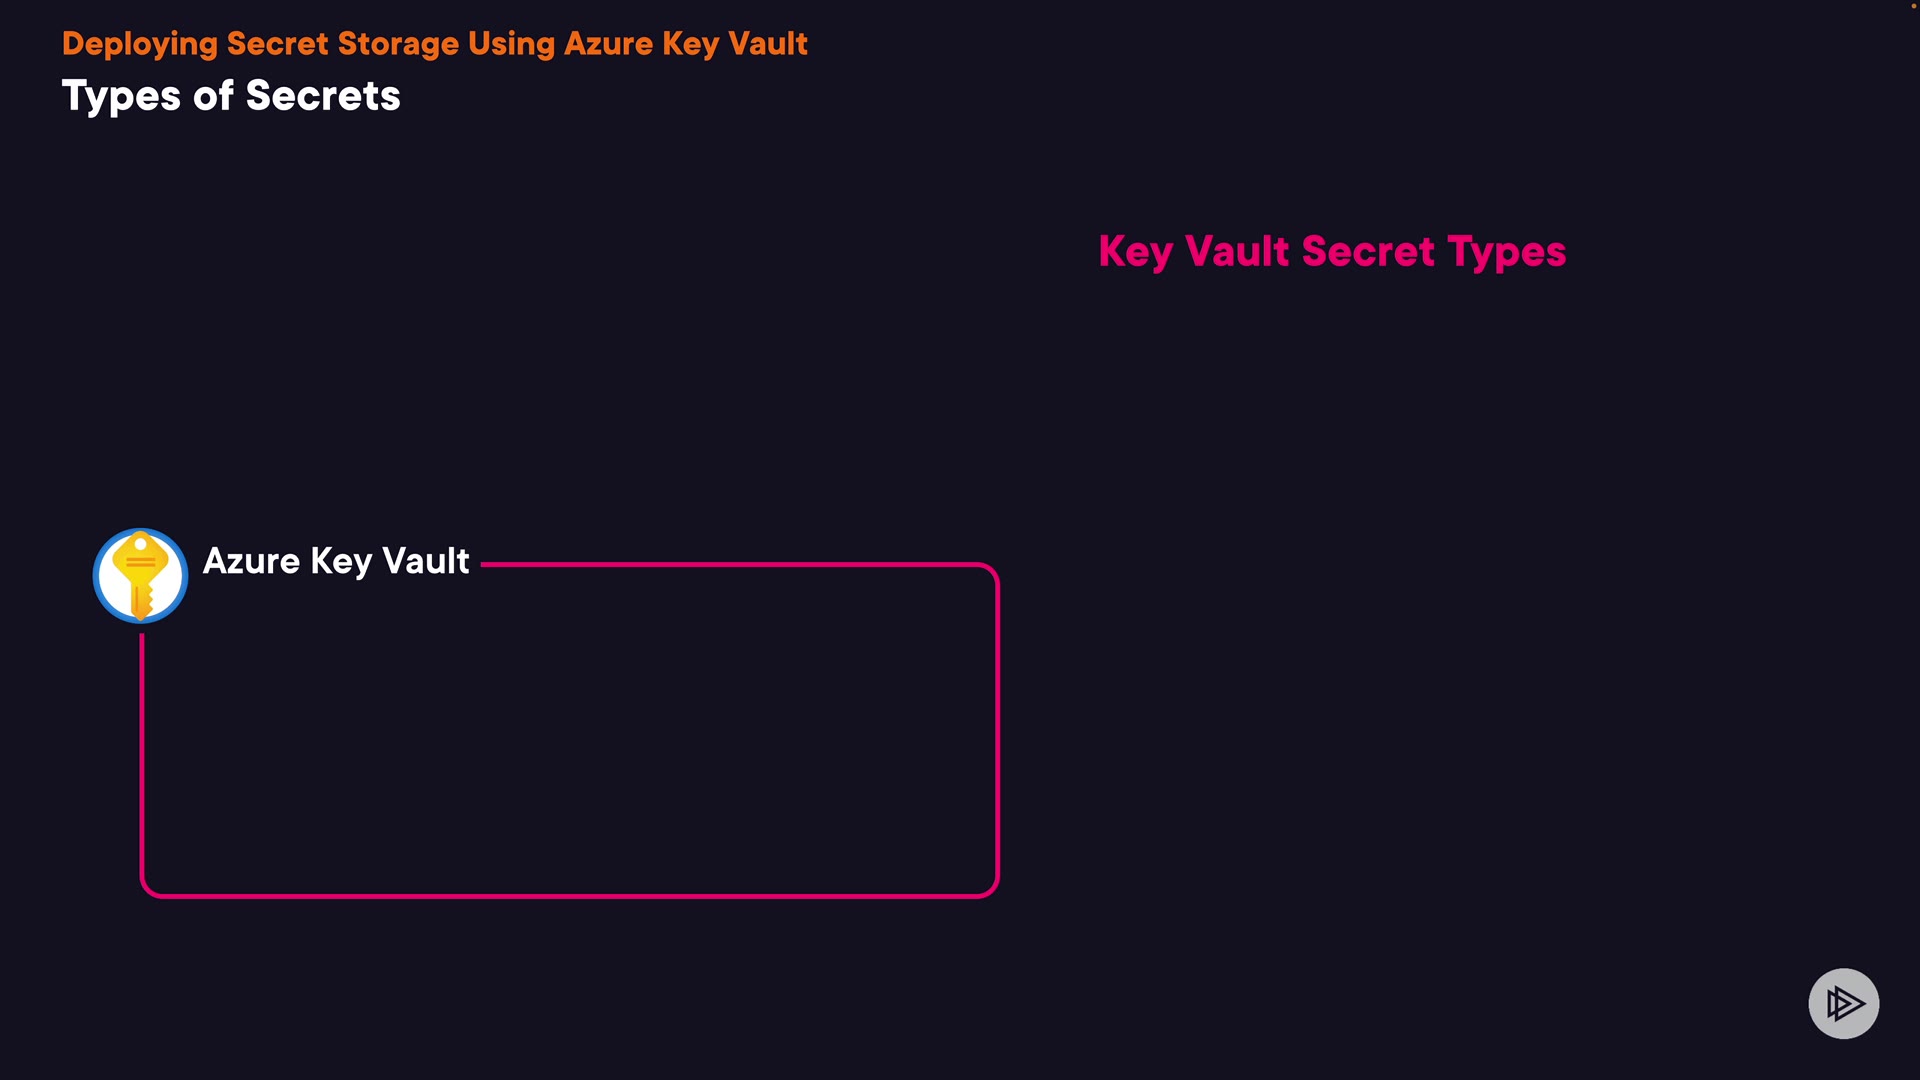 Deploying Secret Storage Using Azure Key Vault
Types of Secrets
Key Vault Secret Types
Azure Key Vault